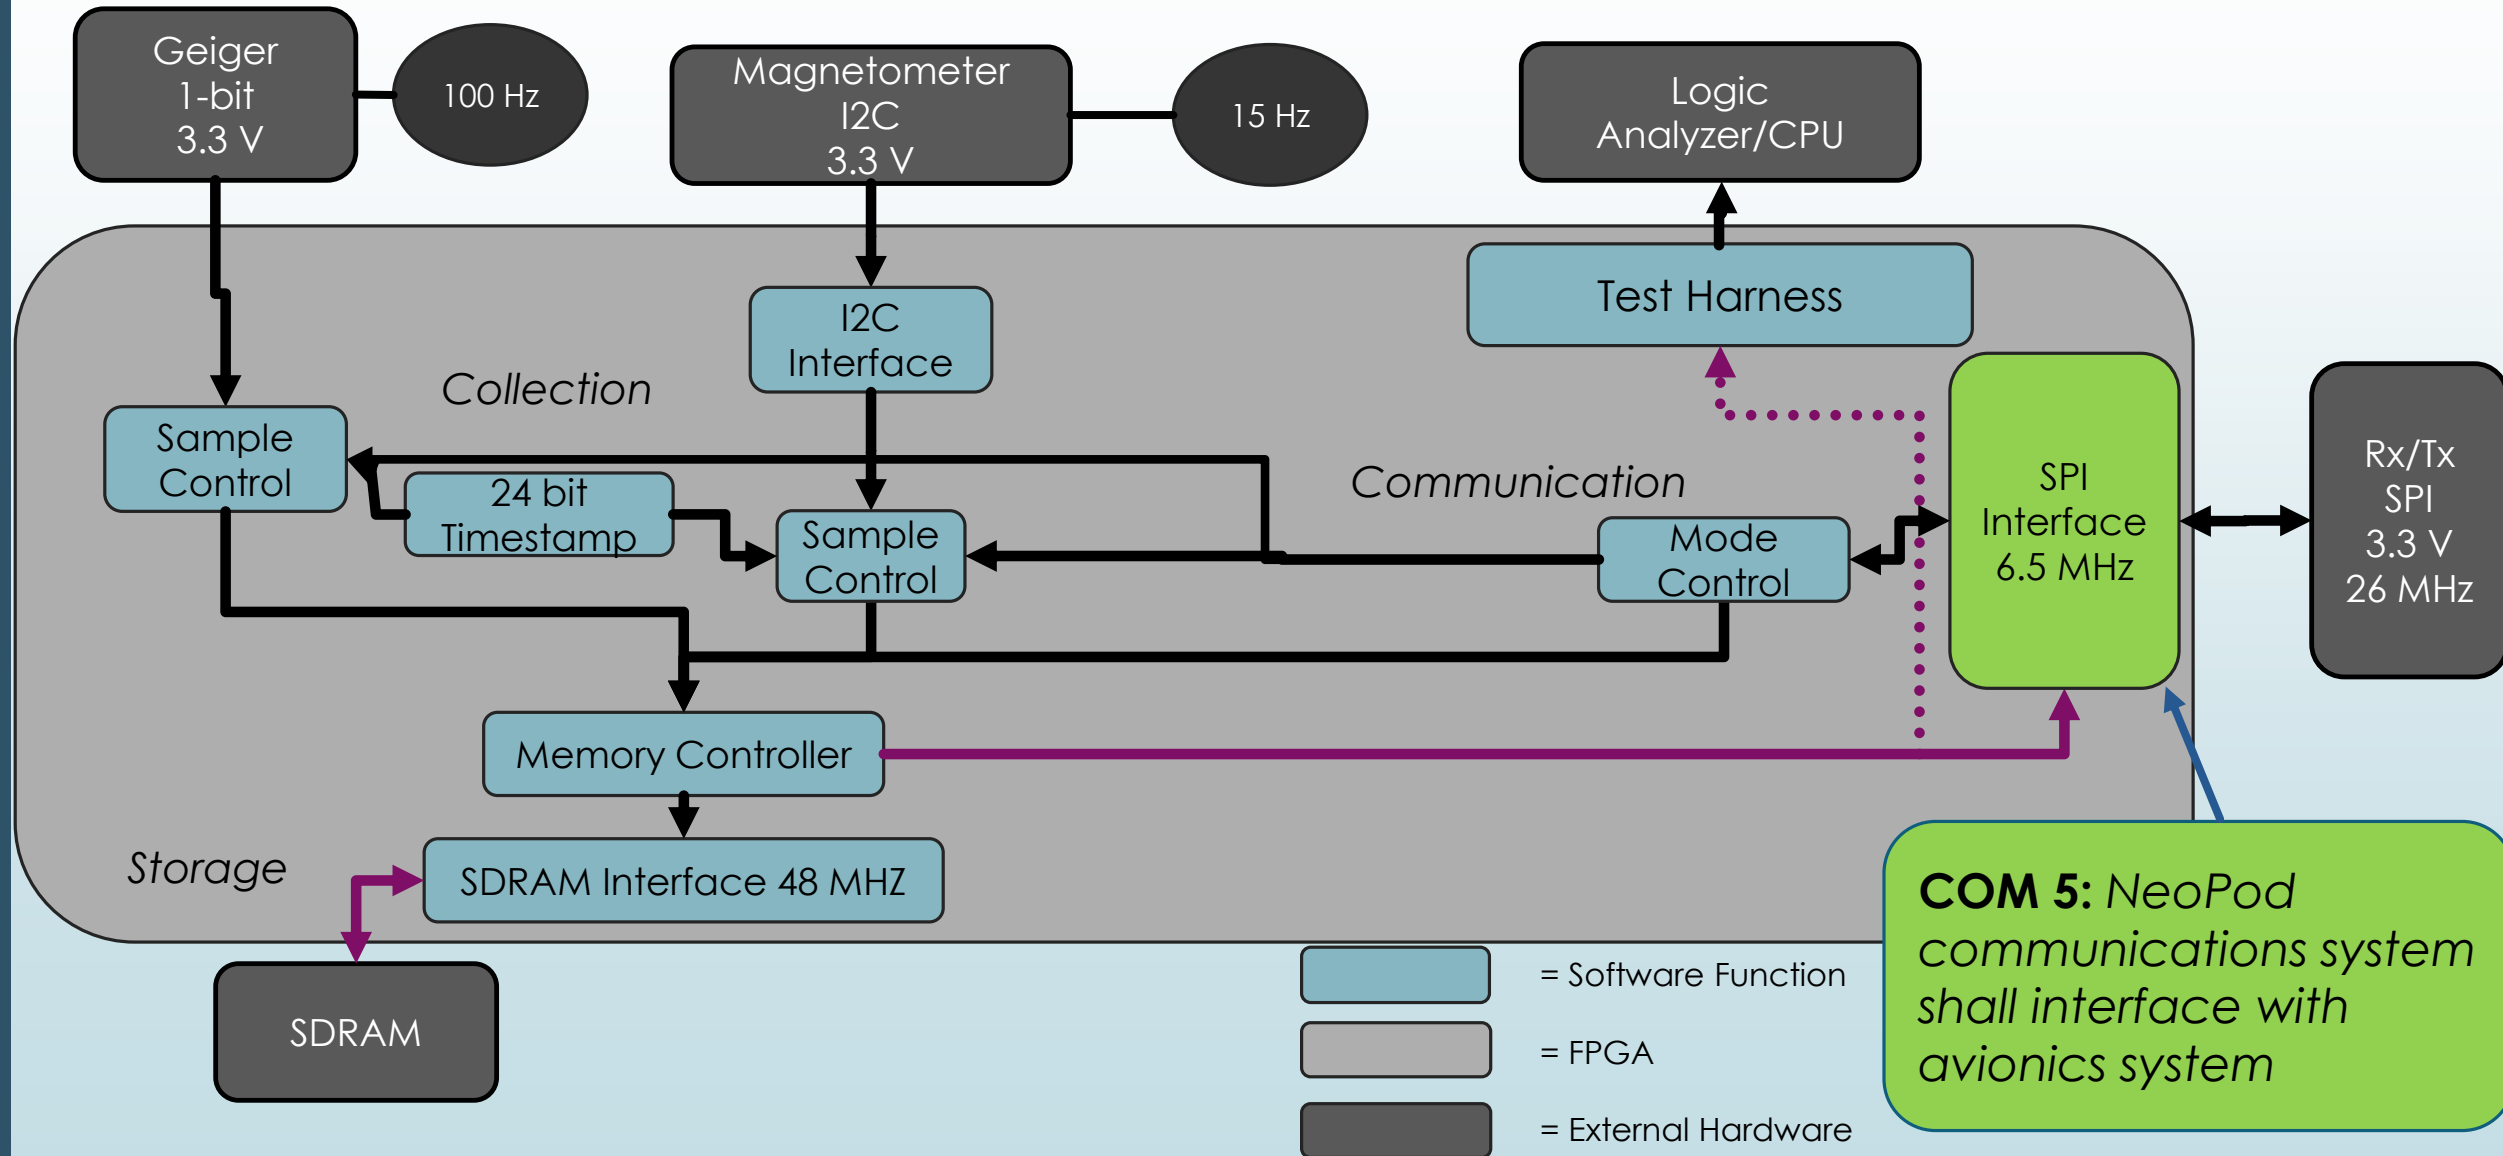 Geiger
1-bit
3.3 V
100 Hz
Magnetometer
I2C
3.3 V
15 Hz
Logic
Analyzer/CPU
Test Harness
I2C
Interface
Collection
Sample
Control
24 bit
Timestamp
Sample
Control
Communication
Mode
Control
SPI
Interface
6.5 MHz
Rx/Tx
SPI
3.3 V
26 MHz
Memory Controller
Storage
SDRAM Interface 48 MHZ
SDRAM
COM 5: NeoPod
communications system
shall interface with
avionics system
= Software Function
= FPGA
= External Hardware